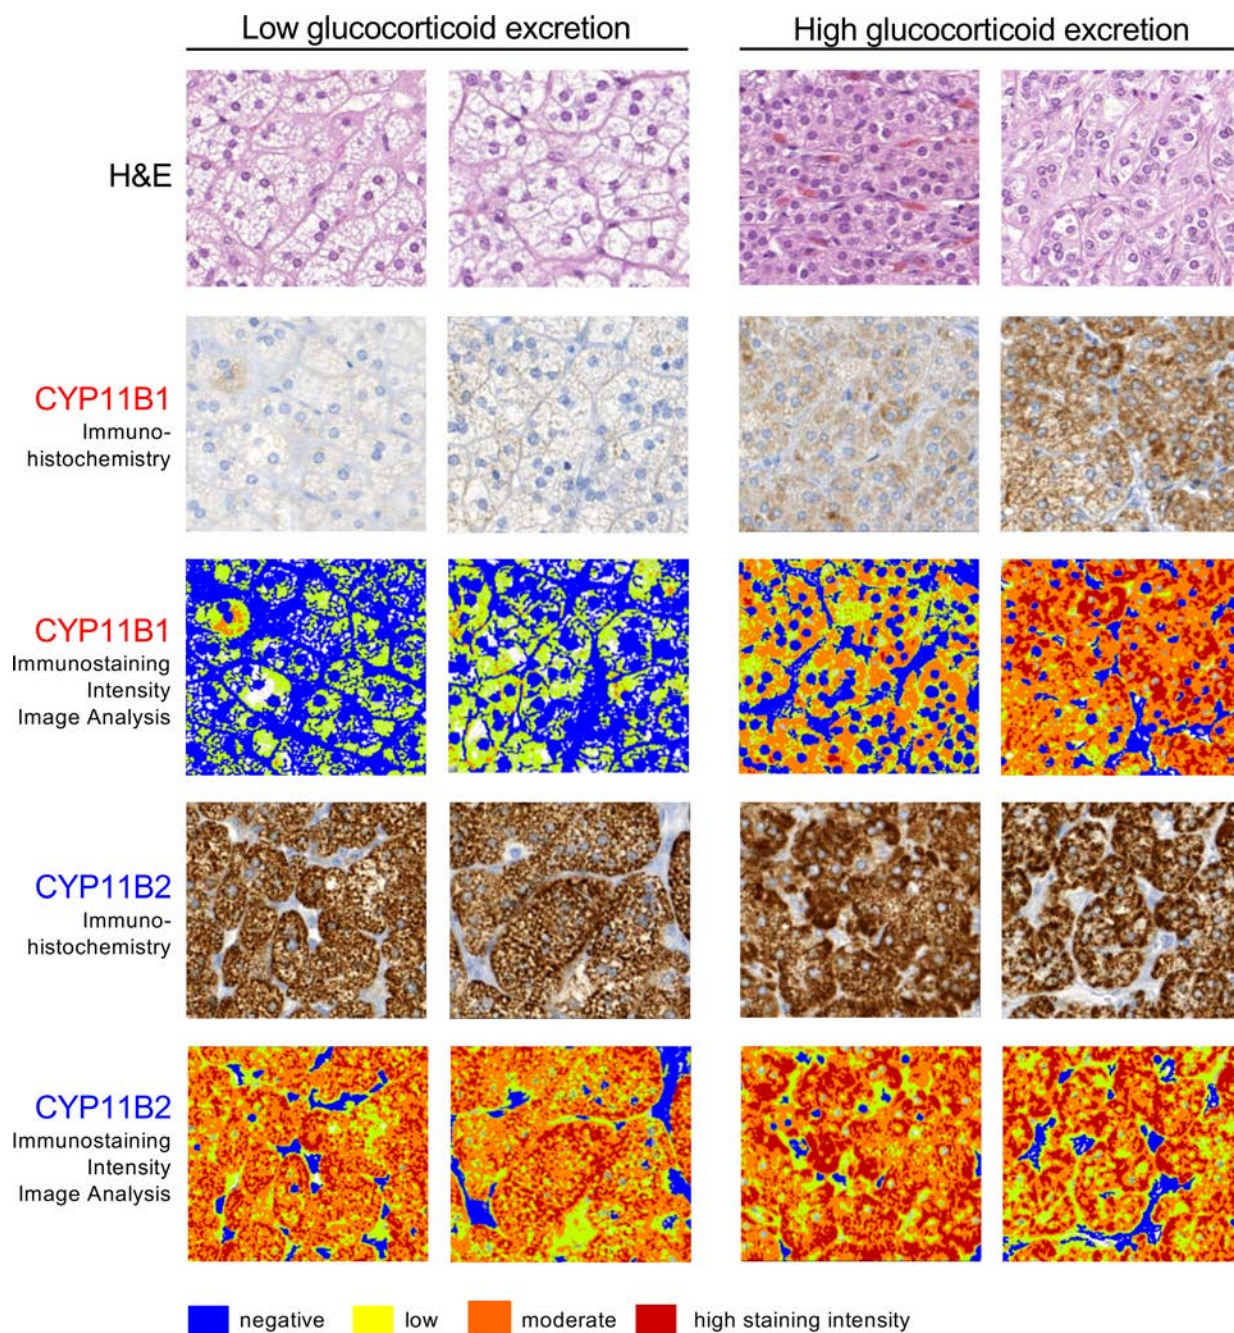 Low glucocorticoid excretion
High glucocorticoid excretion
H&E
CYP11B1
Immuno-
histochemistry
CYP11B1
Immunostaining
Intensity
Image Analysis
CYP11B2
Immuno-
histochemistry
CYP11B2
Immunostaining
Intensity
Image Analysis
negative low moderate high staining intensity